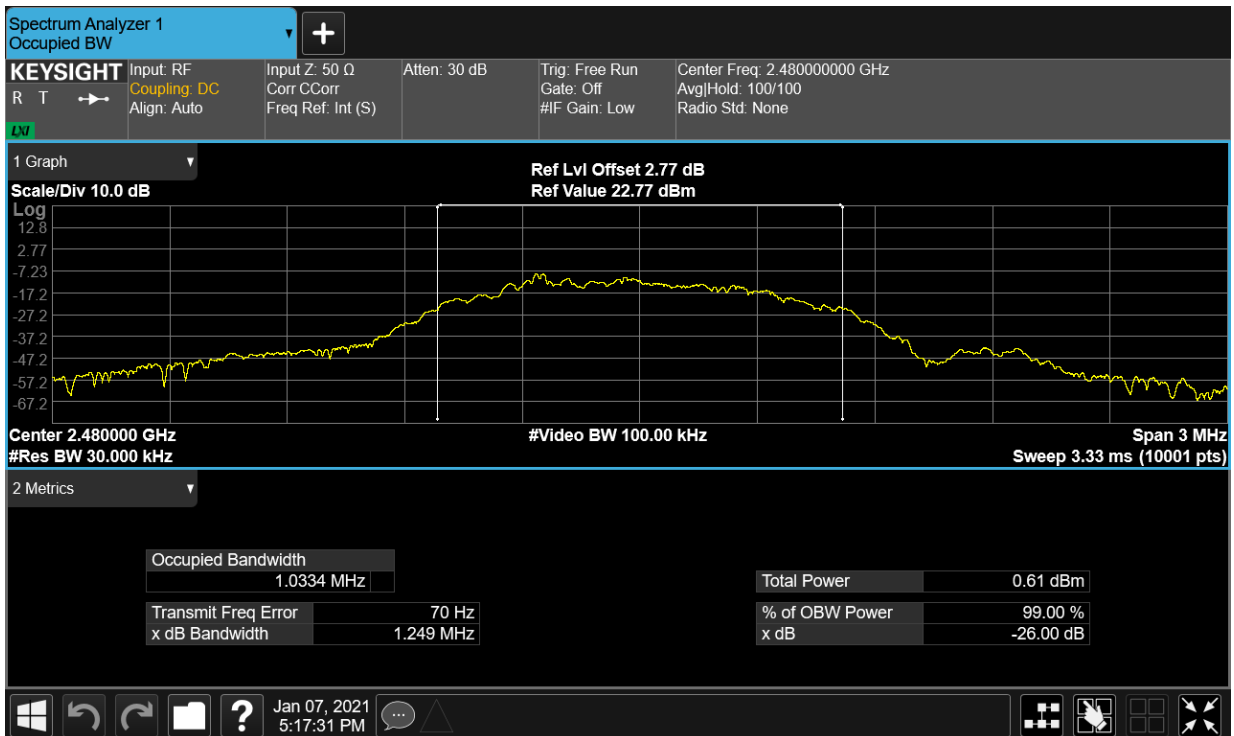 Spectrum Analyzer 1
Occupied BW
KEYSIGHT
R T
LXI
Input: RF
Coupling: DC
Align: Auto
Input Z: 50 Ω
Corr CCorr
Freq Ref: Int (S)
Atten: 30 dB
Trig: Free Run
Gate: Off
#IF Gain: Low
Center Freq: 2.480000000 GHz
Avg|Hold: 100/100
Radio Std: None
1 Graph
Scale/Div 10.0 dB
Ref Lvl Offset 2.77 dB
Ref Value 22.77 dBm
Log
12.8
2.77
-7.23
-17.2
-27.2
-37.2
-47.2
-57.2
-67.2
Center 2.480000 GHz
#Res BW 30.000 kHz
#Video BW 100.00 kHz
Span 3 MHz
Sweep 3.33 ms (10001 pts)
2 Metrics
Occupied Bandwidth
1.0334 MHz
Transmit Freq Error 70 Hz
x dB Bandwidth 1.249 MHz
Total Power 0.61 dBm
% of OBW Power 99.00 %
x dB -26.00 dB
?
Jan 07, 2021
5:17:31 PM